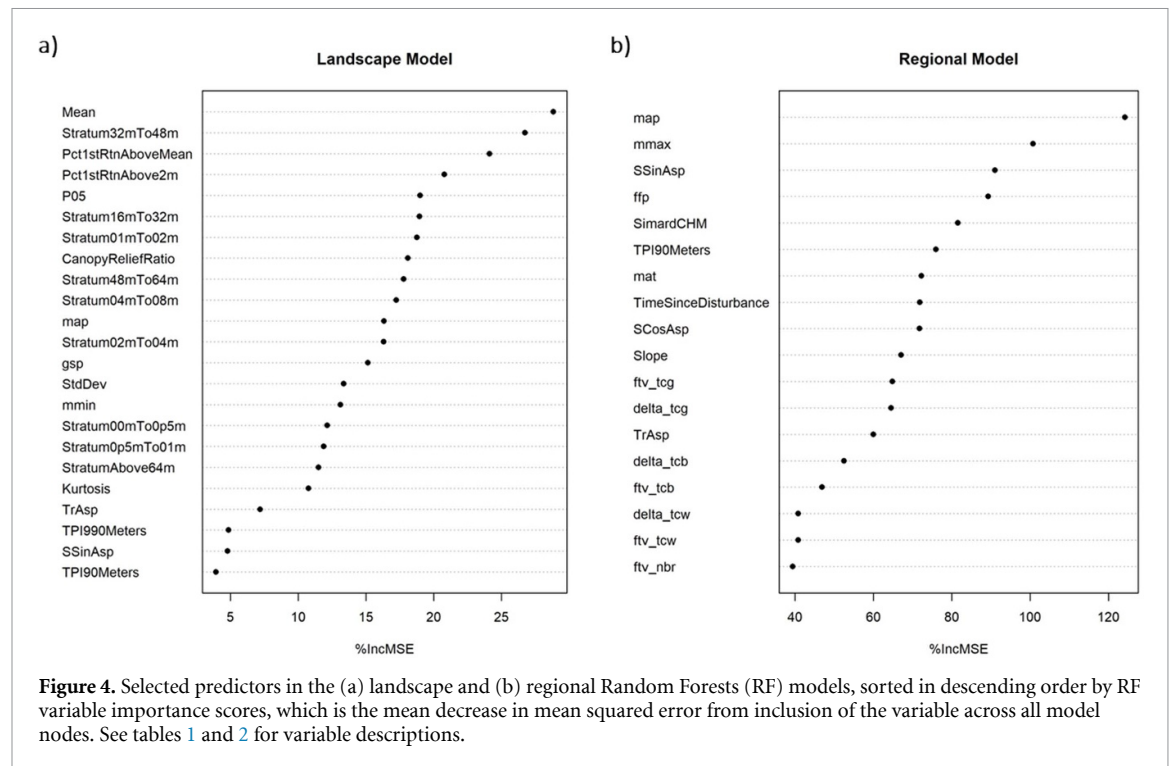 a)
Landscape Model
Mean
Stratum32mTo48m
Pct1stRtnAboveMean
Pct1stRtnAbove2m
P05
Stratum16mTo32m
Stratum01mTo02m
CanopyReliefRatio
Stratum48mTo64m
Stratum04mTo08m
map
Stratum02mTo04m
gsp
StdDev
mmin
Stratum00mTo0p5m
Stratum0p5mTo01m
StratumAbove64m
Kurtosis
TrAsp
TPI990Meters
SSinAsp
TPI90Meters
5 10 15 20 25
%IncMSE
b)
Regional Model
map
mmax
SSinAsp
ffp
SimardCHM
TPI90Meters
mat
TimeSinceDisturbance
SCosAsp
Slope
ftv_tcg
delta_tcg
TrAsp
delta_tcb
ftv_tcb
delta_tcw
ftv_tcw
ftv_nbr
40 60 80 100 120
%IncMSE
Figure 4. Selected predictors in the (a) landscape and (b) regional Random Forests (RF) models, sorted in descending order by RF
variable importance scores, which is the mean decrease in mean squared error from inclusion of the variable across all model
nodes. See tables 1 and 2 for variable descriptions.